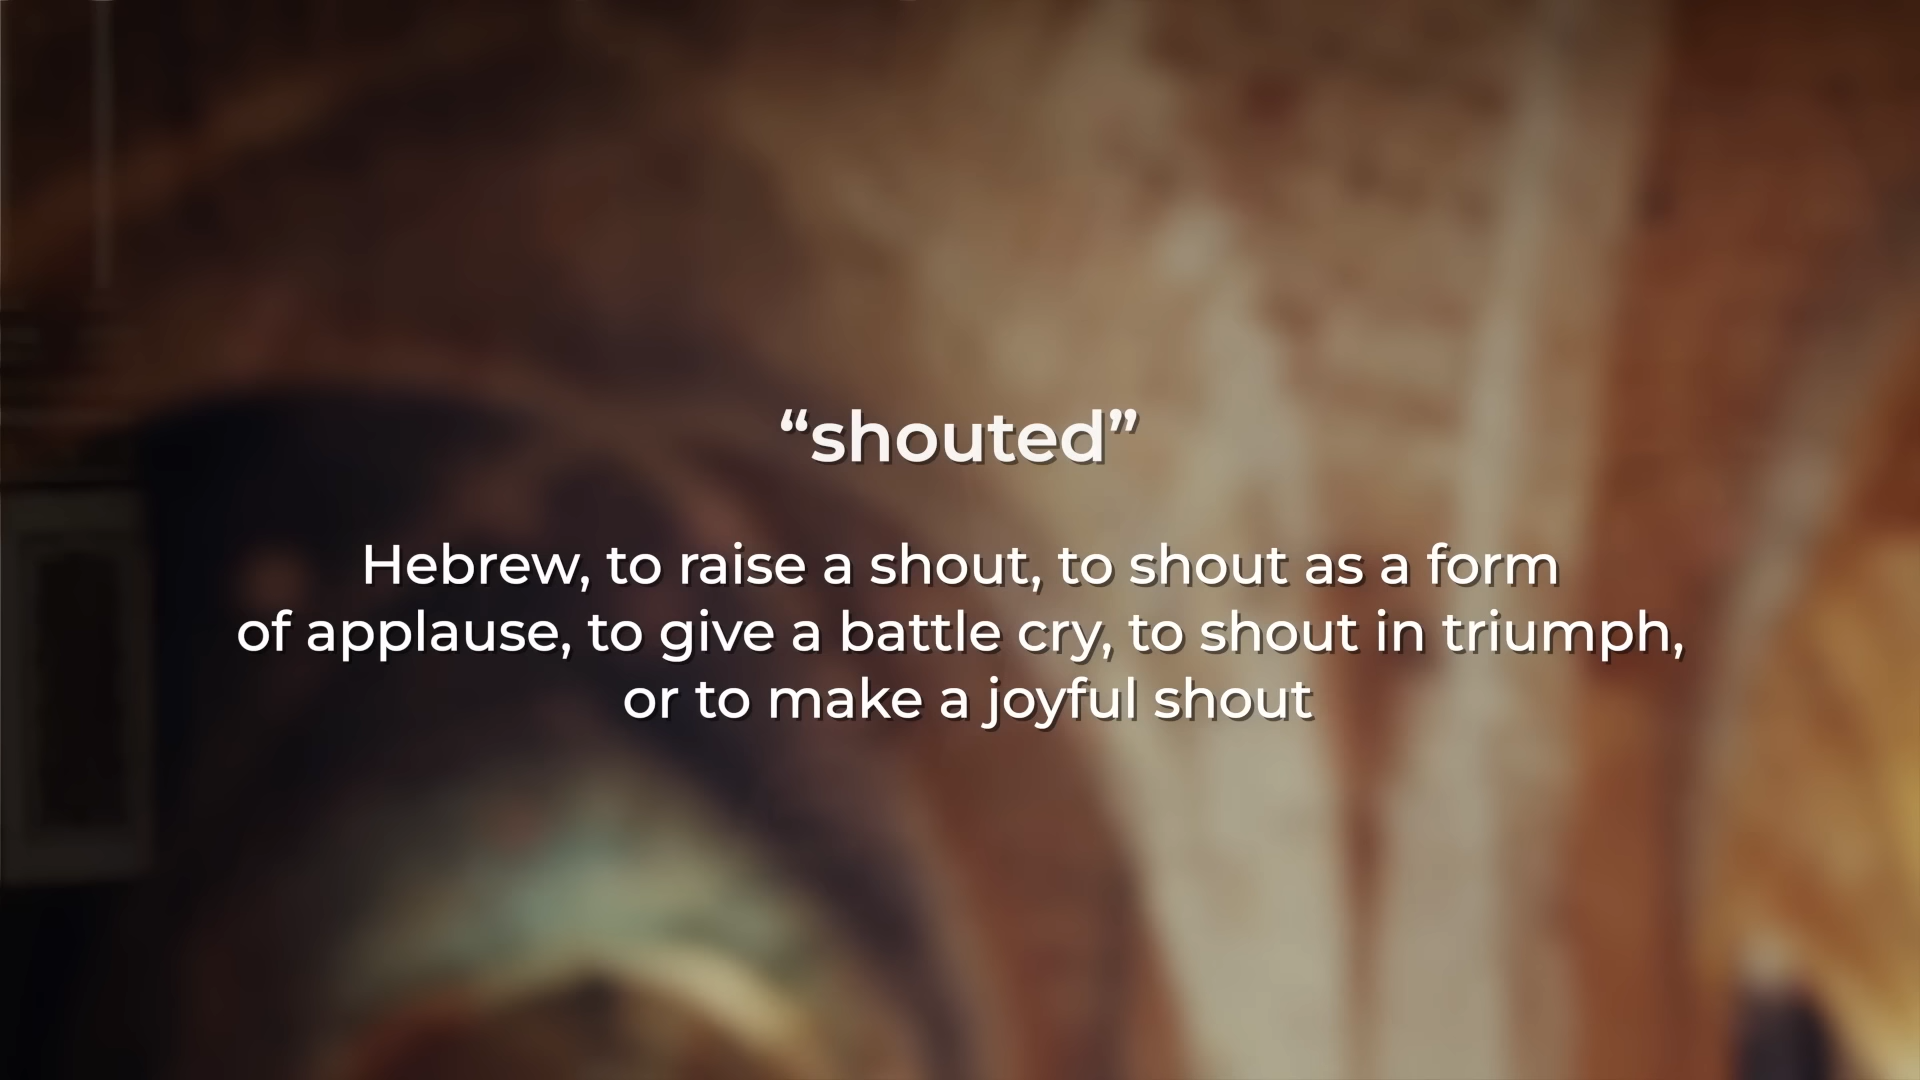 “shouted”
Hebrew, to raise a shout, to shout as a form
of applause, to give a battle cry, to shout in triumph,
or to make a joyful shout